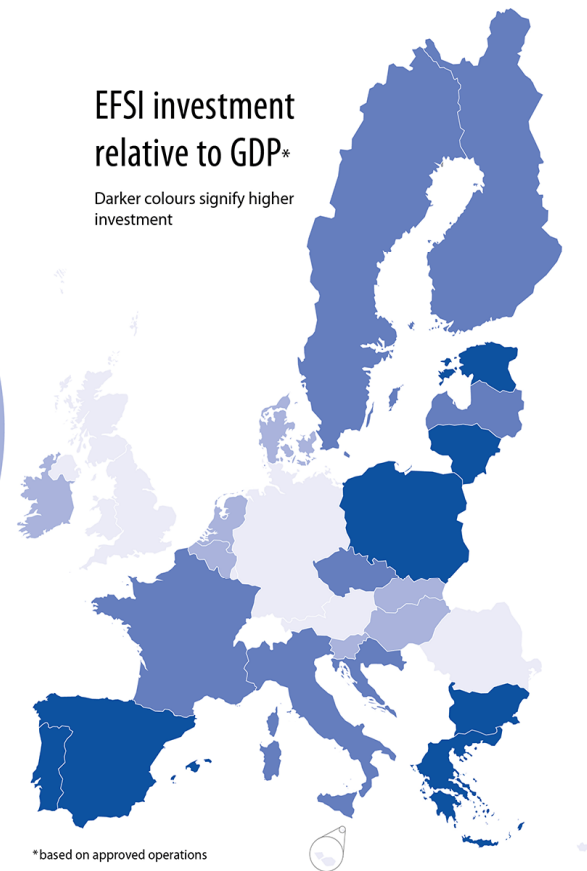 EFSI investment
relative to GDP*
Darker colours signify higher
investment
*based on approved operations